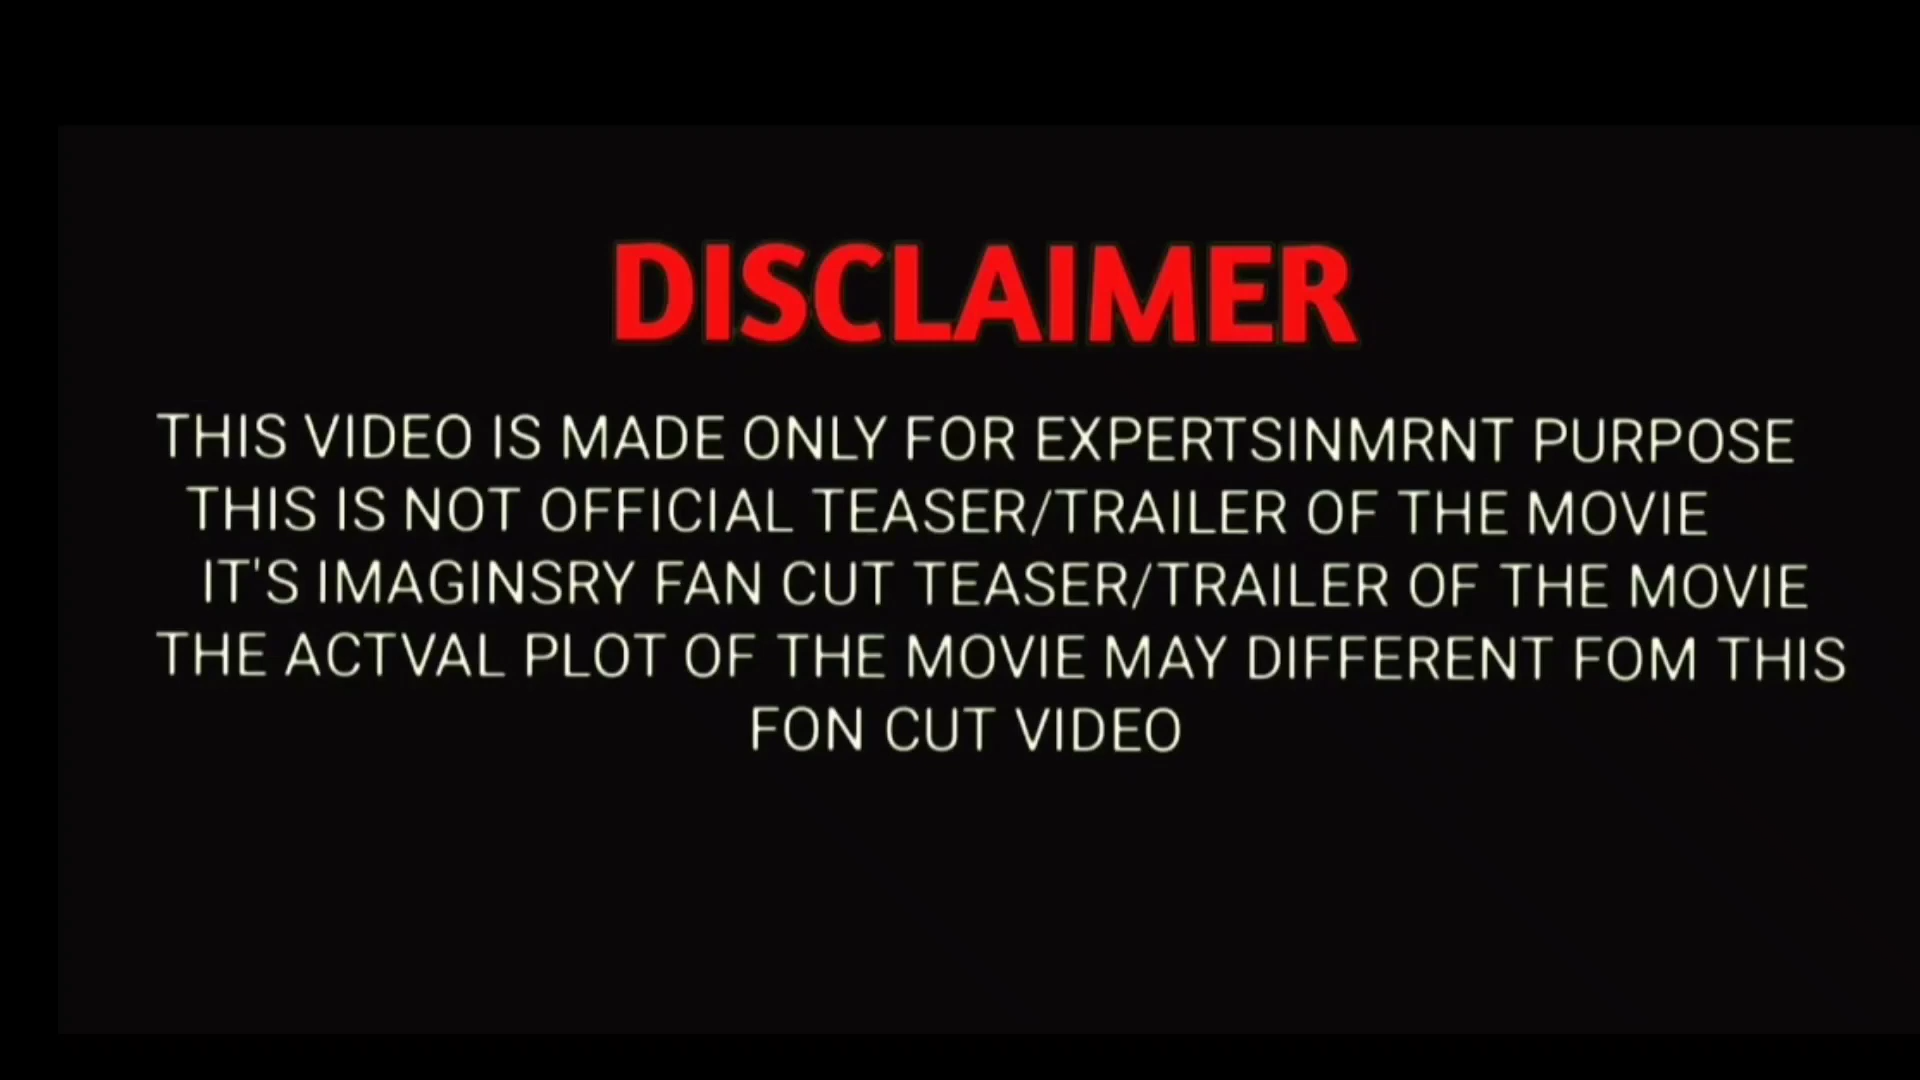 DISCLAIMER
THIS VIDEO IS MADE ONLY FOR EXPERTSINMRNT PURPOSE
THIS IS NOT OFFICIAL TEASER/TRAILER OF THE MOVIE
IT'S IMAGINSRY FAN CUT TEASER/TRAILER OF THE MOVIE
THE ACTVAL PLOT OF THE MOVIE MAY DIFFERENT FOM THIS
FON CUT VIDEO